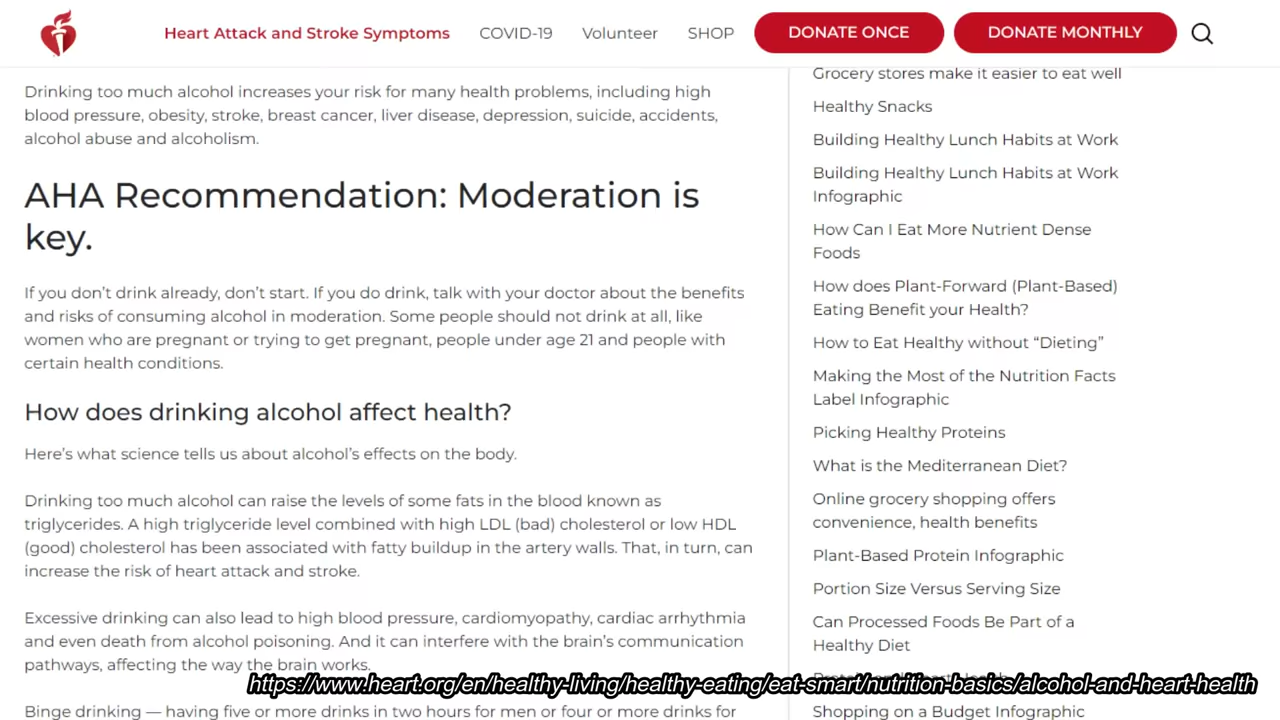 Heart Attack and Stroke Symptoms COVID-19 Volunteer SHOP DONATE ONCE DONATE MONTHLY
Drinking too much alcohol increases your risk for many health problems, including high
blood pressure, obesity, stroke, breast cancer, liver disease, depression, suicide, accidents,
alcohol abuse and alcoholism.
AHA Recommendation: Moderation is
key.
If you don’t drink already, don’t start. If you do drink, talk with your doctor about the benefits
and risks of consuming alcohol in moderation. Some people should not drink at all, like
women who are pregnant or trying to get pregnant, people under age 21 and people with
certain health conditions.
How does drinking alcohol affect health?
Here’s what science tells us about alcohol’s effects on the body.
Drinking too much alcohol can raise the levels of some fats in the blood known as
triglycerides. A high triglyceride level combined with high LDL (bad) cholesterol or low HDL
(good) cholesterol has been associated with fatty buildup in the artery walls. That, in turn, can
increase the risk of heart attack and stroke.
Excessive drinking can also lead to high blood pressure, cardiomyopathy, cardiac arrhythmia
and even death from alcohol poisoning. And it can interfere with the brain’s communication
pathways, affecting the way the brain works.
Binge drinking — having five or more drinks in two hours for men or four or more drinks for
Grocery stores make it easier to eat well
Healthy Snacks
Building Healthy Lunch Habits at Work
Building Healthy Lunch Habits at Work
Infographic
How Can I Eat More Nutrient Dense
Foods
How does Plant-Forward (Plant-Based)
Eating Benefit your Health?
How to Eat Healthy without “Dieting”
Making the Most of the Nutrition Facts
Label Infographic
Picking Healthy Proteins
What is the Mediterranean Diet?
Online grocery shopping offers
convenience, health benefits
Plant-Based Protein Infographic
Portion Size Versus Serving Size
Can Processed Foods Be Part of a
Healthy Diet
Shopping on a Budget Infographic
https://www.heart.org/en/healthy-living/healthy-eating/eat-smart/nutrition-basics/alcohol-and-heart-health